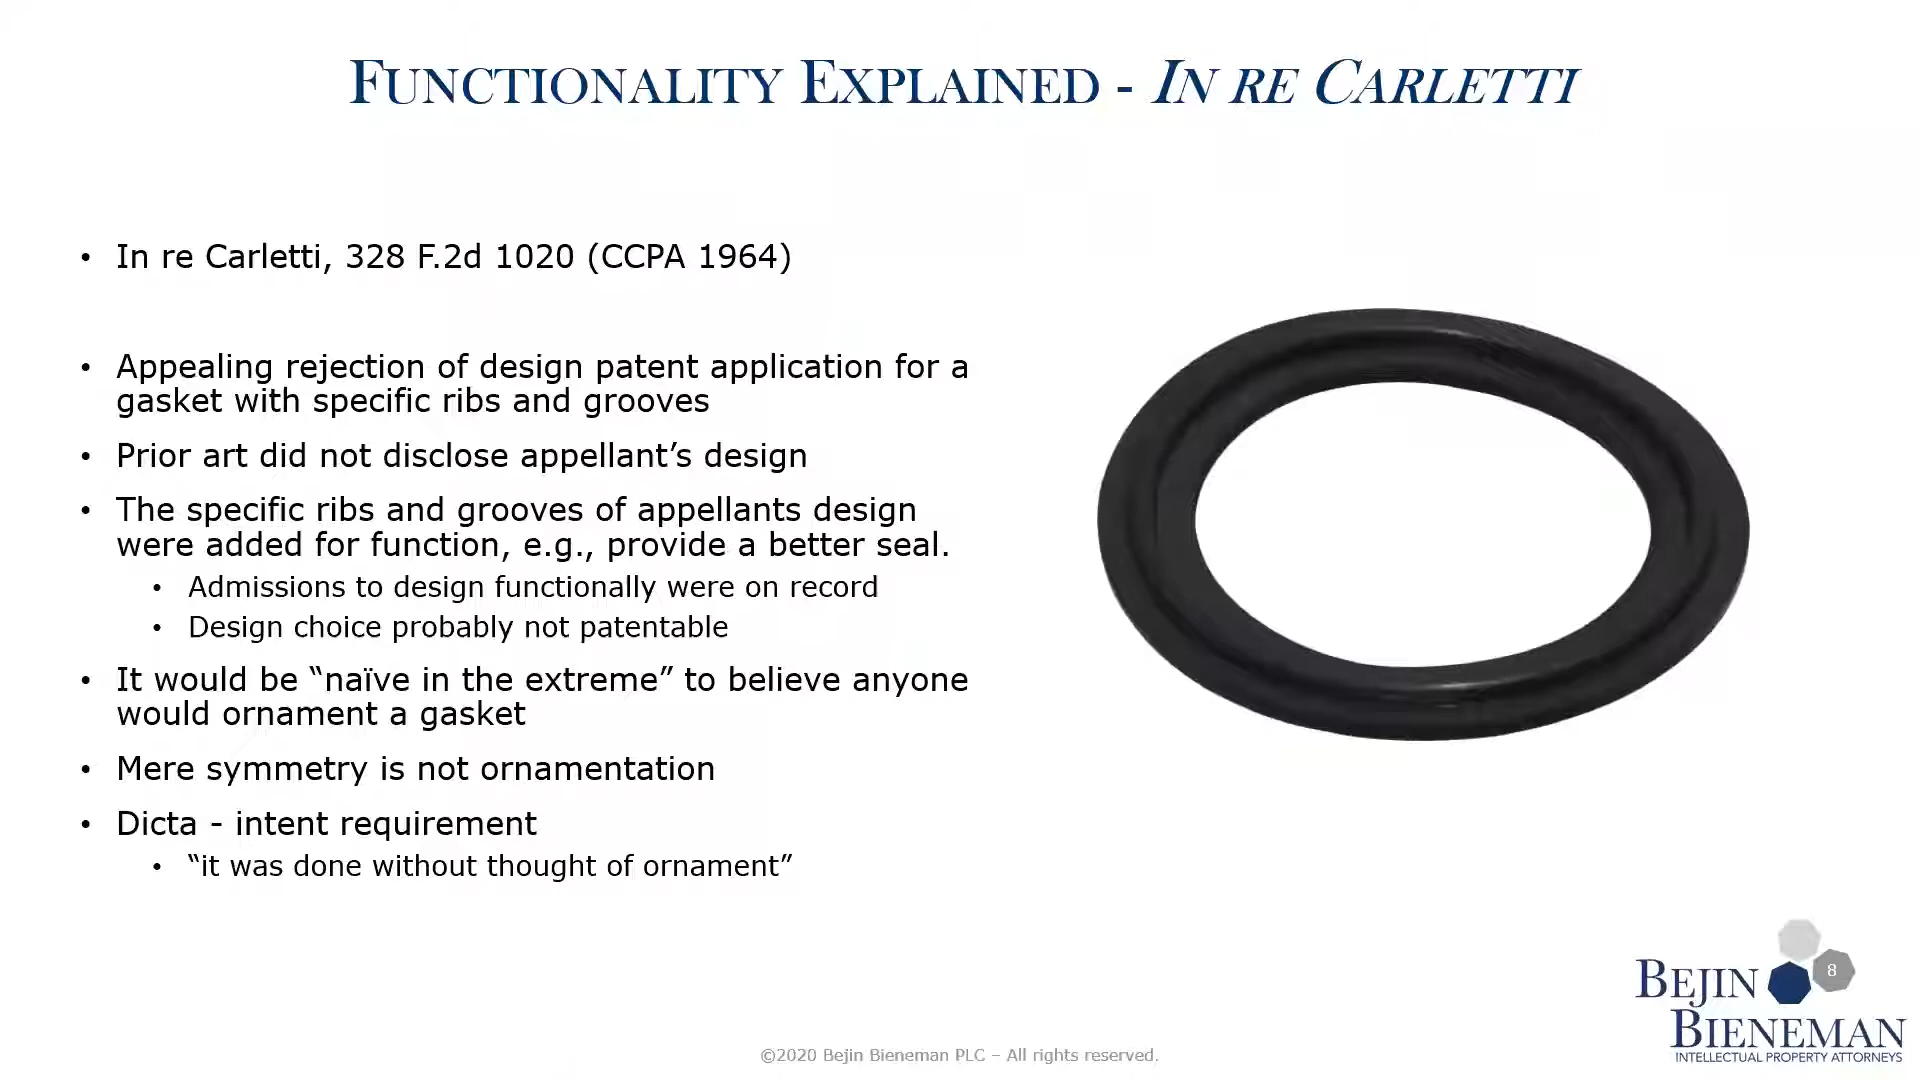 FUNCTIONALITY EXPLAINED - IN RE CARLETTI
• In re Carletti, 328 F.2d 1020 (CCPA 1964)
• Appealing rejection of design patent application for a
gasket with specific ribs and grooves
• Prior art did not disclose appellant’s design
• The specific ribs and grooves of appellants design
were added for function, e.g., provide a better seal.
• Admissions to design functionally were on record
• Design choice probably not patentable
• It would be “naïve in the extreme” to believe anyone
would ornament a gasket
• Mere symmetry is not ornamentation
• Dicta - intent requirement
• “it was done without thought of ornament”
8
BEJIN
BIENEMAN
INTELLECTUAL PROPERTY ATTORNEYS
©2020 Bejin Bieneman PLC – All rights reserved.